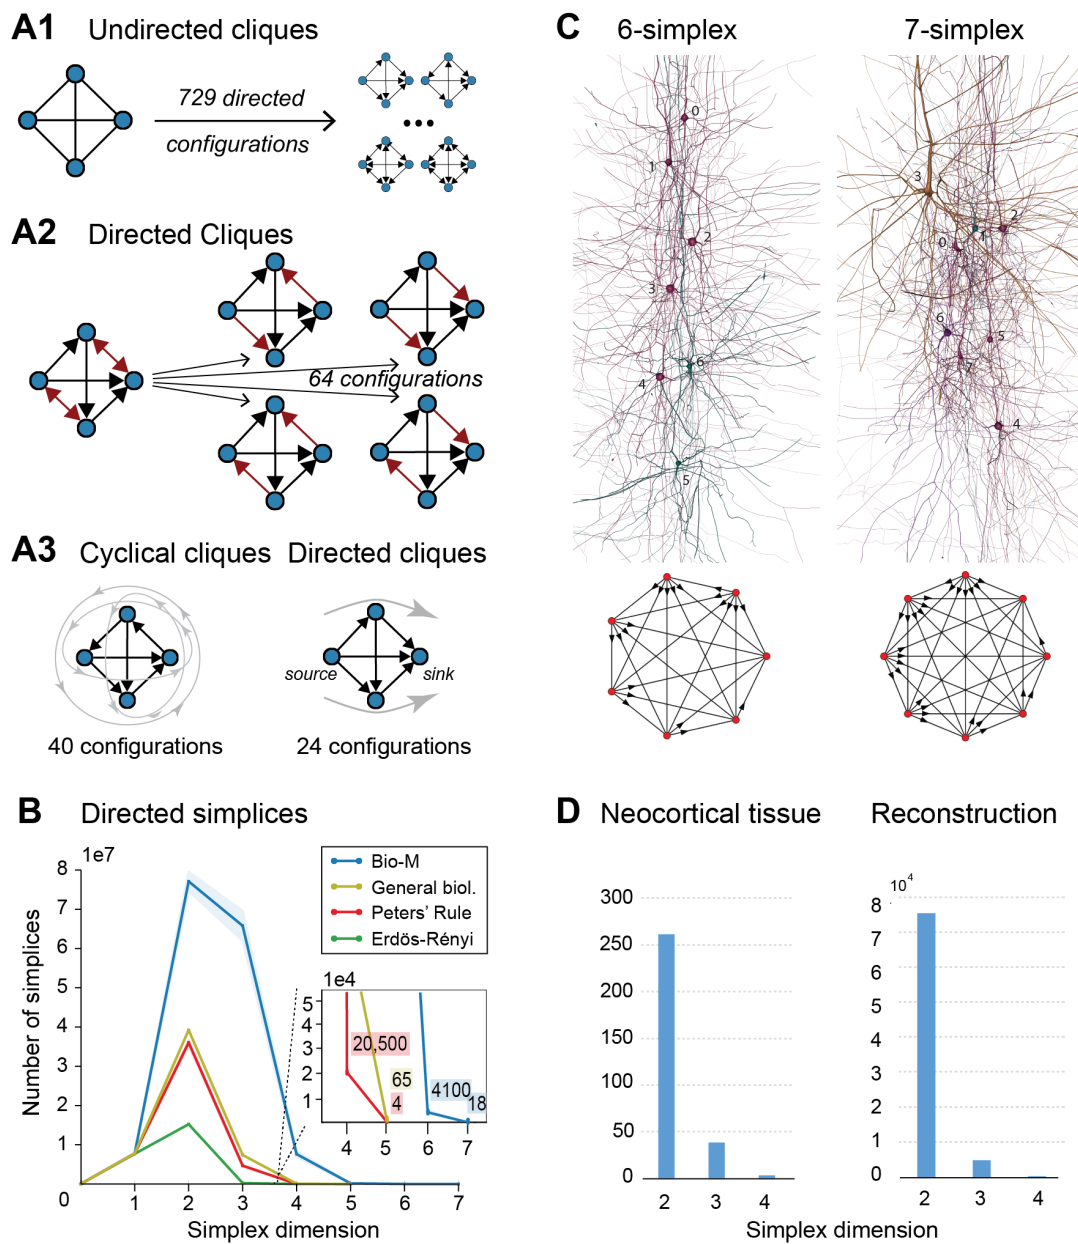 A1 Undirected cliques
729 directed
configurations
A2 Directed Cliques
64 configurations
A3 Cyclical cliques Directed cliques
source
sink
40 configurations
24 configurations
B Directed simplices
1e7
8
7
6
5
4
3
2
1
0
1 2 3 4 5 6 7
Number of simplices
Simplex dimension
Bio-M
General biol.
Peters' Rule
Erdös-Rényi
1e4
5
4
3
2
1
20,500
65
4
4100
18
4 5 6 7
C 6-simplex 7-simplex
0
1
2
3
6
4
5
3
2
1
0
6
5
7
4
D Neocortical tissue Reconstruction
300
250
200
150
100
50
0
2 3 4
10⁴
8
7
6
5
4
3
2
1
0
2 3 4
Simplex dimension